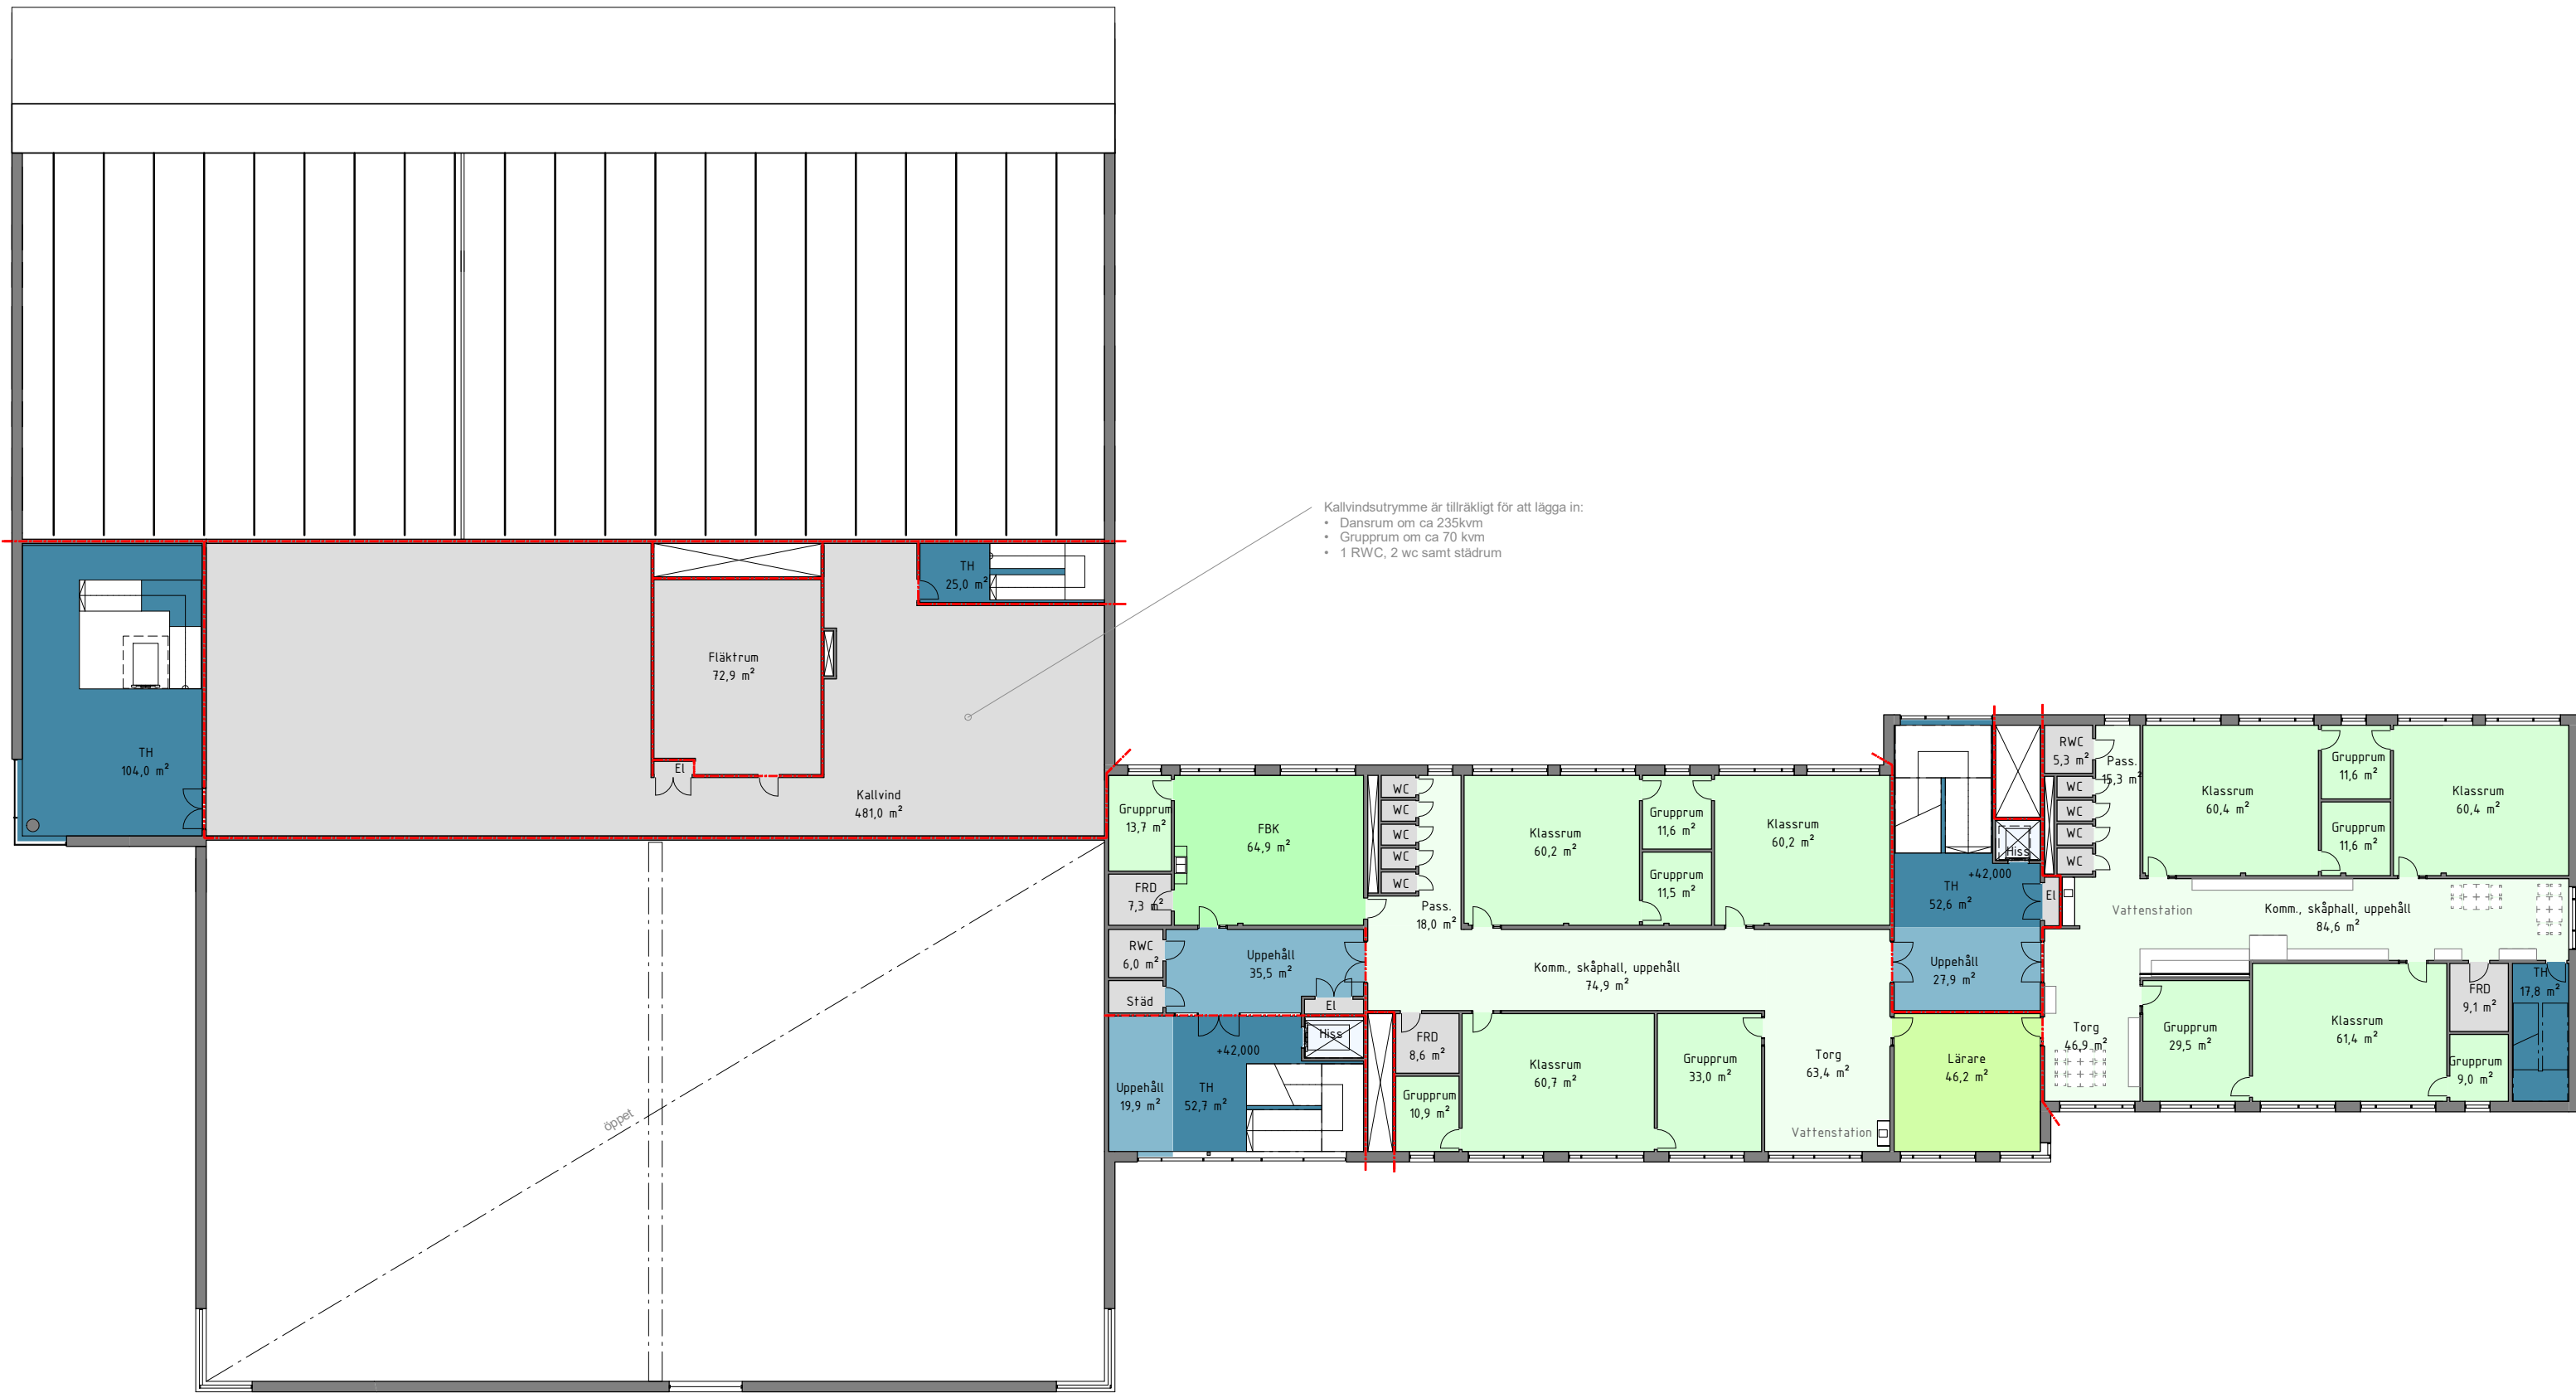 Kallvindsutrymme är tillräkligt för att lägga in:
• Dansrum om ca 235kvm
• Grupprum om ca 70 kvm
• 1 RWC, 2 wc samt städrum
TH
25,0 m²
Fläktrum
72,9 m²
TH
104,0 m²
El
Kallvind
481,0 m²
öppet
Grupprum
13,7 m²
FBK
64,9 m²
FRD
7,3 m²
RWC
6,0 m²
Städ
Uppehåll
35,5 m²
El
Hiss
+42,000
Uppehåll
19,9 m²
TH
52,7 m²
WC
WC
WC
WC
WC
Pass.
18,0 m²
Klassrum
60,2 m²
Grupprum
11,6 m²
Grupprum
11,5 m²
Klassrum
60,2 m²
Komm., skåphall, uppehåll
74,9 m²
FRD
8,6 m²
Grupprum
10,9 m²
Klassrum
60,7 m²
Grupprum
33,0 m²
Torg
63,4 m²
Vattenstation
Hiss
+42,000
TH
52,6 m²
Uppehåll
27,9 m²
Lärare
46,2 m²
RWC
5,3 m²
Pass.
15,3 m²
WC
WC
WC
WC
El
Klassrum
60,4 m²
Grupprum
11,6 m²
Grupprum
11,6 m²
Klassrum
60,4 m²
Vattenstation
Komm., skåphall, uppehåll
84,6 m²
Torg
46,9 m²
Grupprum
29,5 m²
Klassrum
61,4 m²
FRD
9,1 m²
Grupprum
9,0 m²
TH
17,8 m²